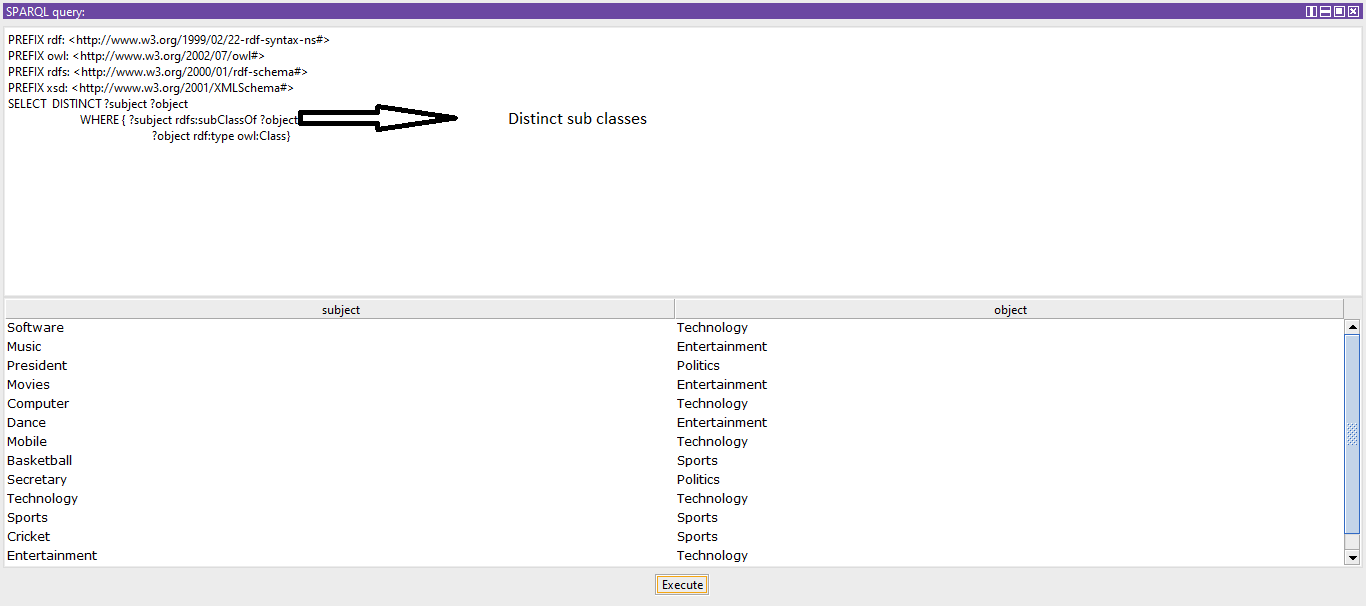 SPARQL query:
PREFIX rdf: <http://www.w3.org/1999/02/22-rdf-syntax-ns#>
PREFIX owl: <http://www.w3.org/2002/07/owl#>
PREFIX rdfs: <http://www.w3.org/2000/01/rdf-schema#>
PREFIX xsd: <http://www.w3.org/2001/XMLSchema#>
SELECT DISTINCT ?subject ?object
WHERE { ?subject rdfs:subClassOf ?object
Distinct sub classes
?object rdf:type owl:Class}
subject object
Software Technology
Music Entertainment
President Politics
Movies Entertainment
Computer Technology
Dance Entertainment
Mobile Technology
Basketball Sports
Secretary Politics
Technology Technology
Sports Sports
Cricket Sports
Entertainment Technology
Execute